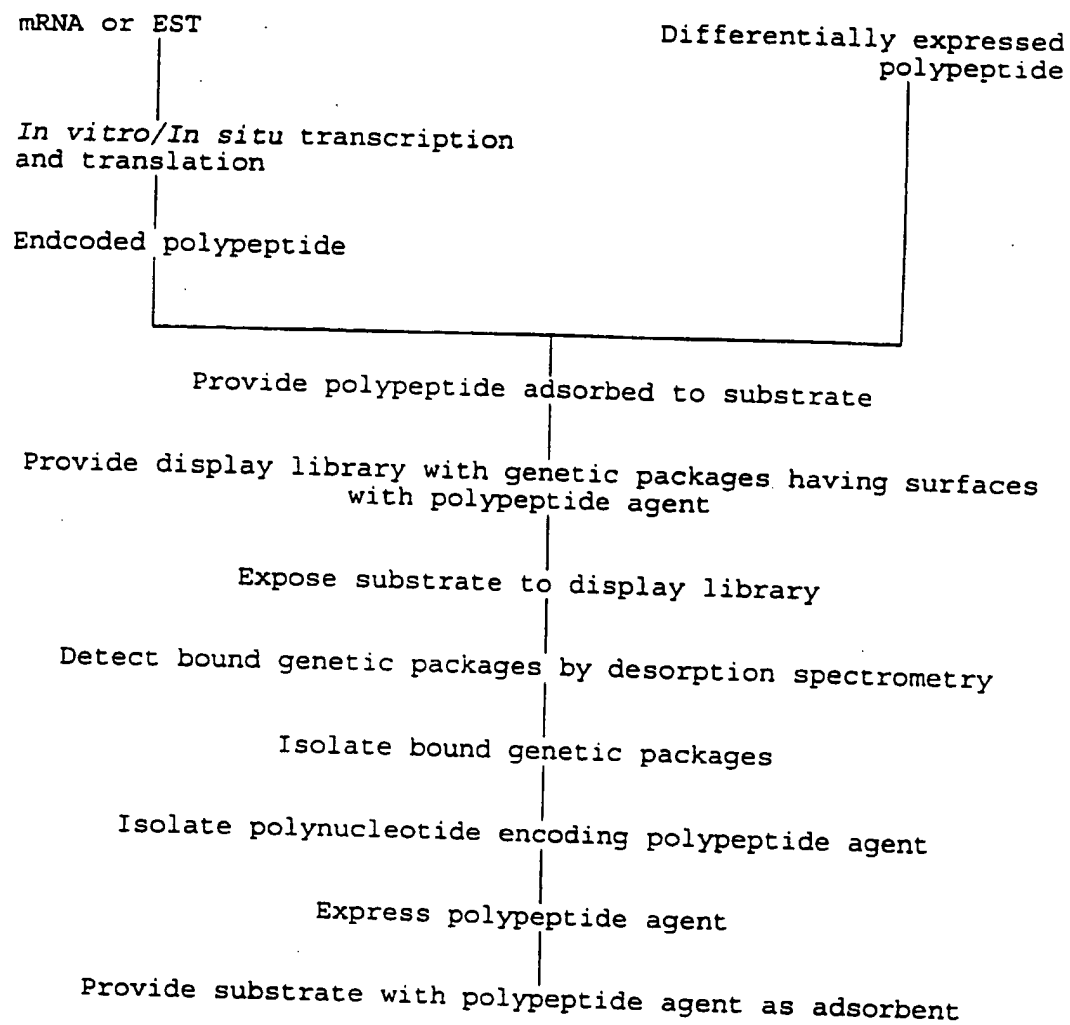 mRNA or EST
Differentially expressed
polypeptide
In vitro/In situ transcription
and translation
Endcoded polypeptide
Provide polypeptide adsorbed to substrate
Provide display library with genetic packages having surfaces
with polypeptide agent
Expose substrate to display library
Detect bound genetic packages by desorption spectrometry
Isolate bound genetic packages
Isolate polynucleotide encoding polypeptide agent
Express polypeptide agent
Provide substrate with polypeptide agent as adsorbent